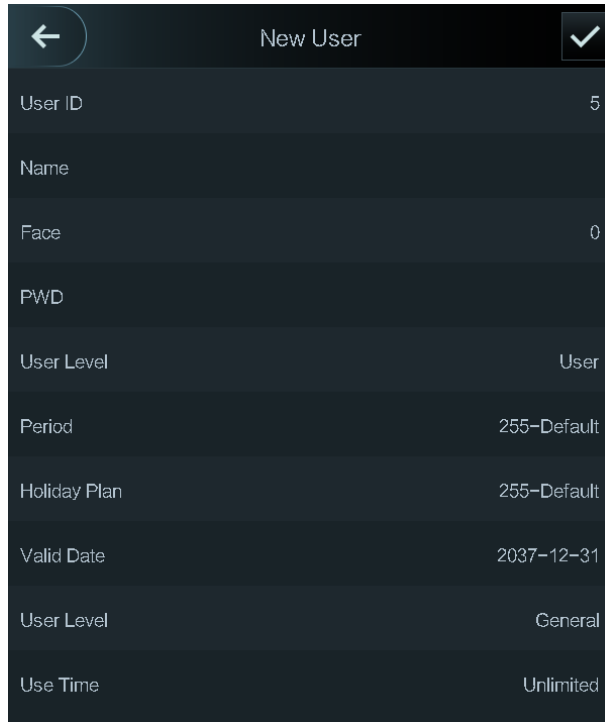 New User
User ID 5
Name
Face 0
PWD
User Level User
Period 255-Default
Holiday Plan 255-Default
Valid Date 2037-12-31
User Level General
Use Time Unlimited